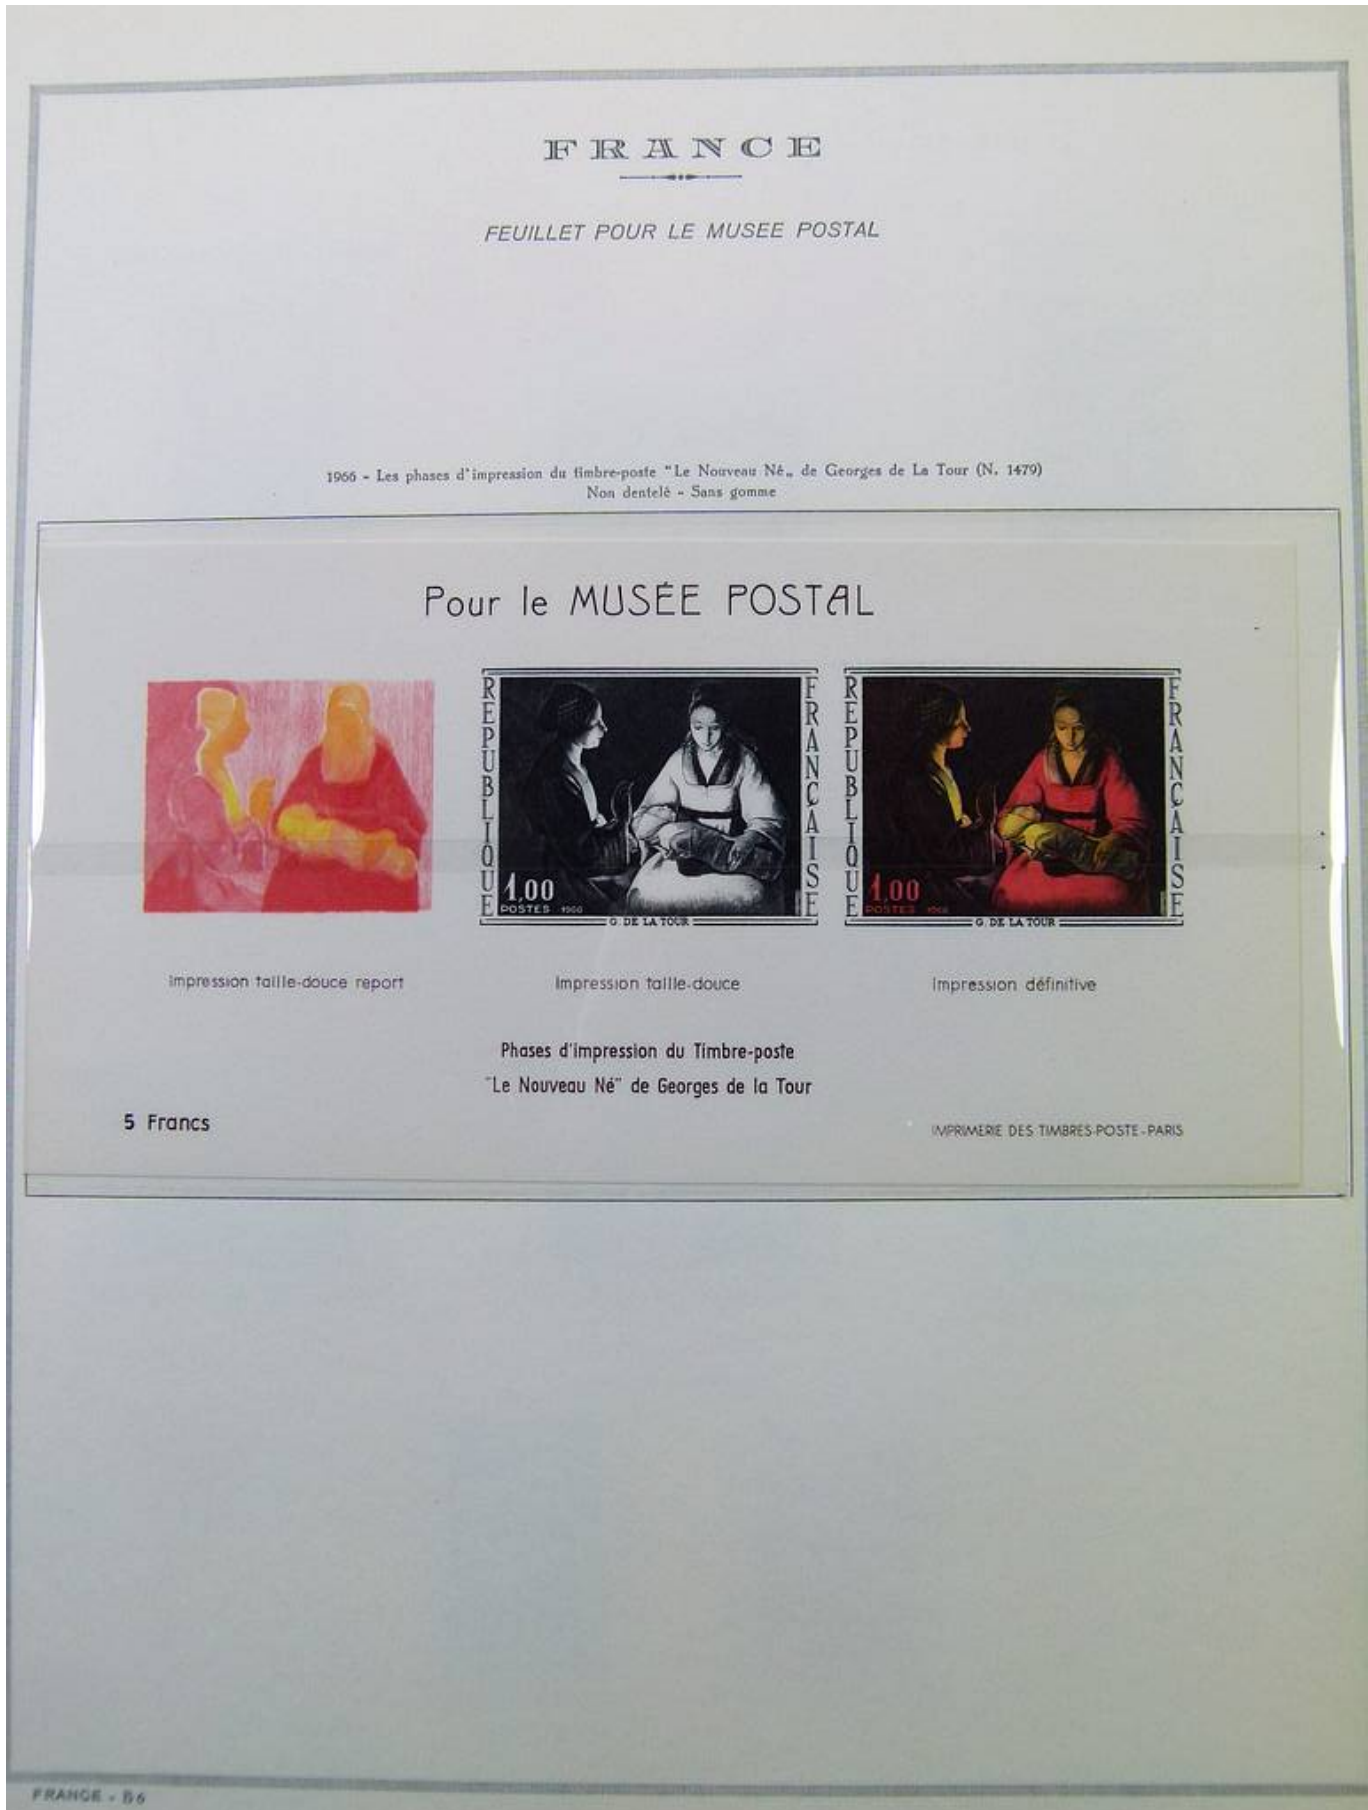 FRANCE
FEUILLET POUR LE MUSEE POSTAL
1966 - Les phases d'impression du timbre-poste "Le Nouveau Né„ de Georges de La Tour (N. 1479)
Non dentelé - Sans gomme
Pour le MUSÉE POSTAL
RÉPUBLIQUE FRANÇAISE
1,00
POSTES 1966
G. DE LA TOUR
RÉPUBLIQUE FRANÇAISE
1,00
POSTES 1966
G. DE LA TOUR
Impression taille-douce report
Impression taille-douce
Impression définitive
Phases d'impression du Timbre-poste
"Le Nouveau Né" de Georges de la Tour
5 Francs
IMPRIMERIE DES TIMBRES-POSTE-PARIS
FRANCE - B6